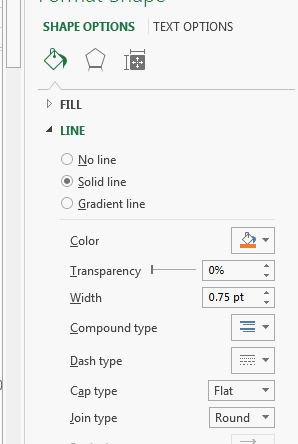 Format Shape
SHAPE OPTIONS TEXT OPTIONS
FILL
LINE
No line
Solid line
Gradient line
Color
Transparency 0%
Width 0.75 pt
Compound type
Dash type
Cap type Flat
Join type Round